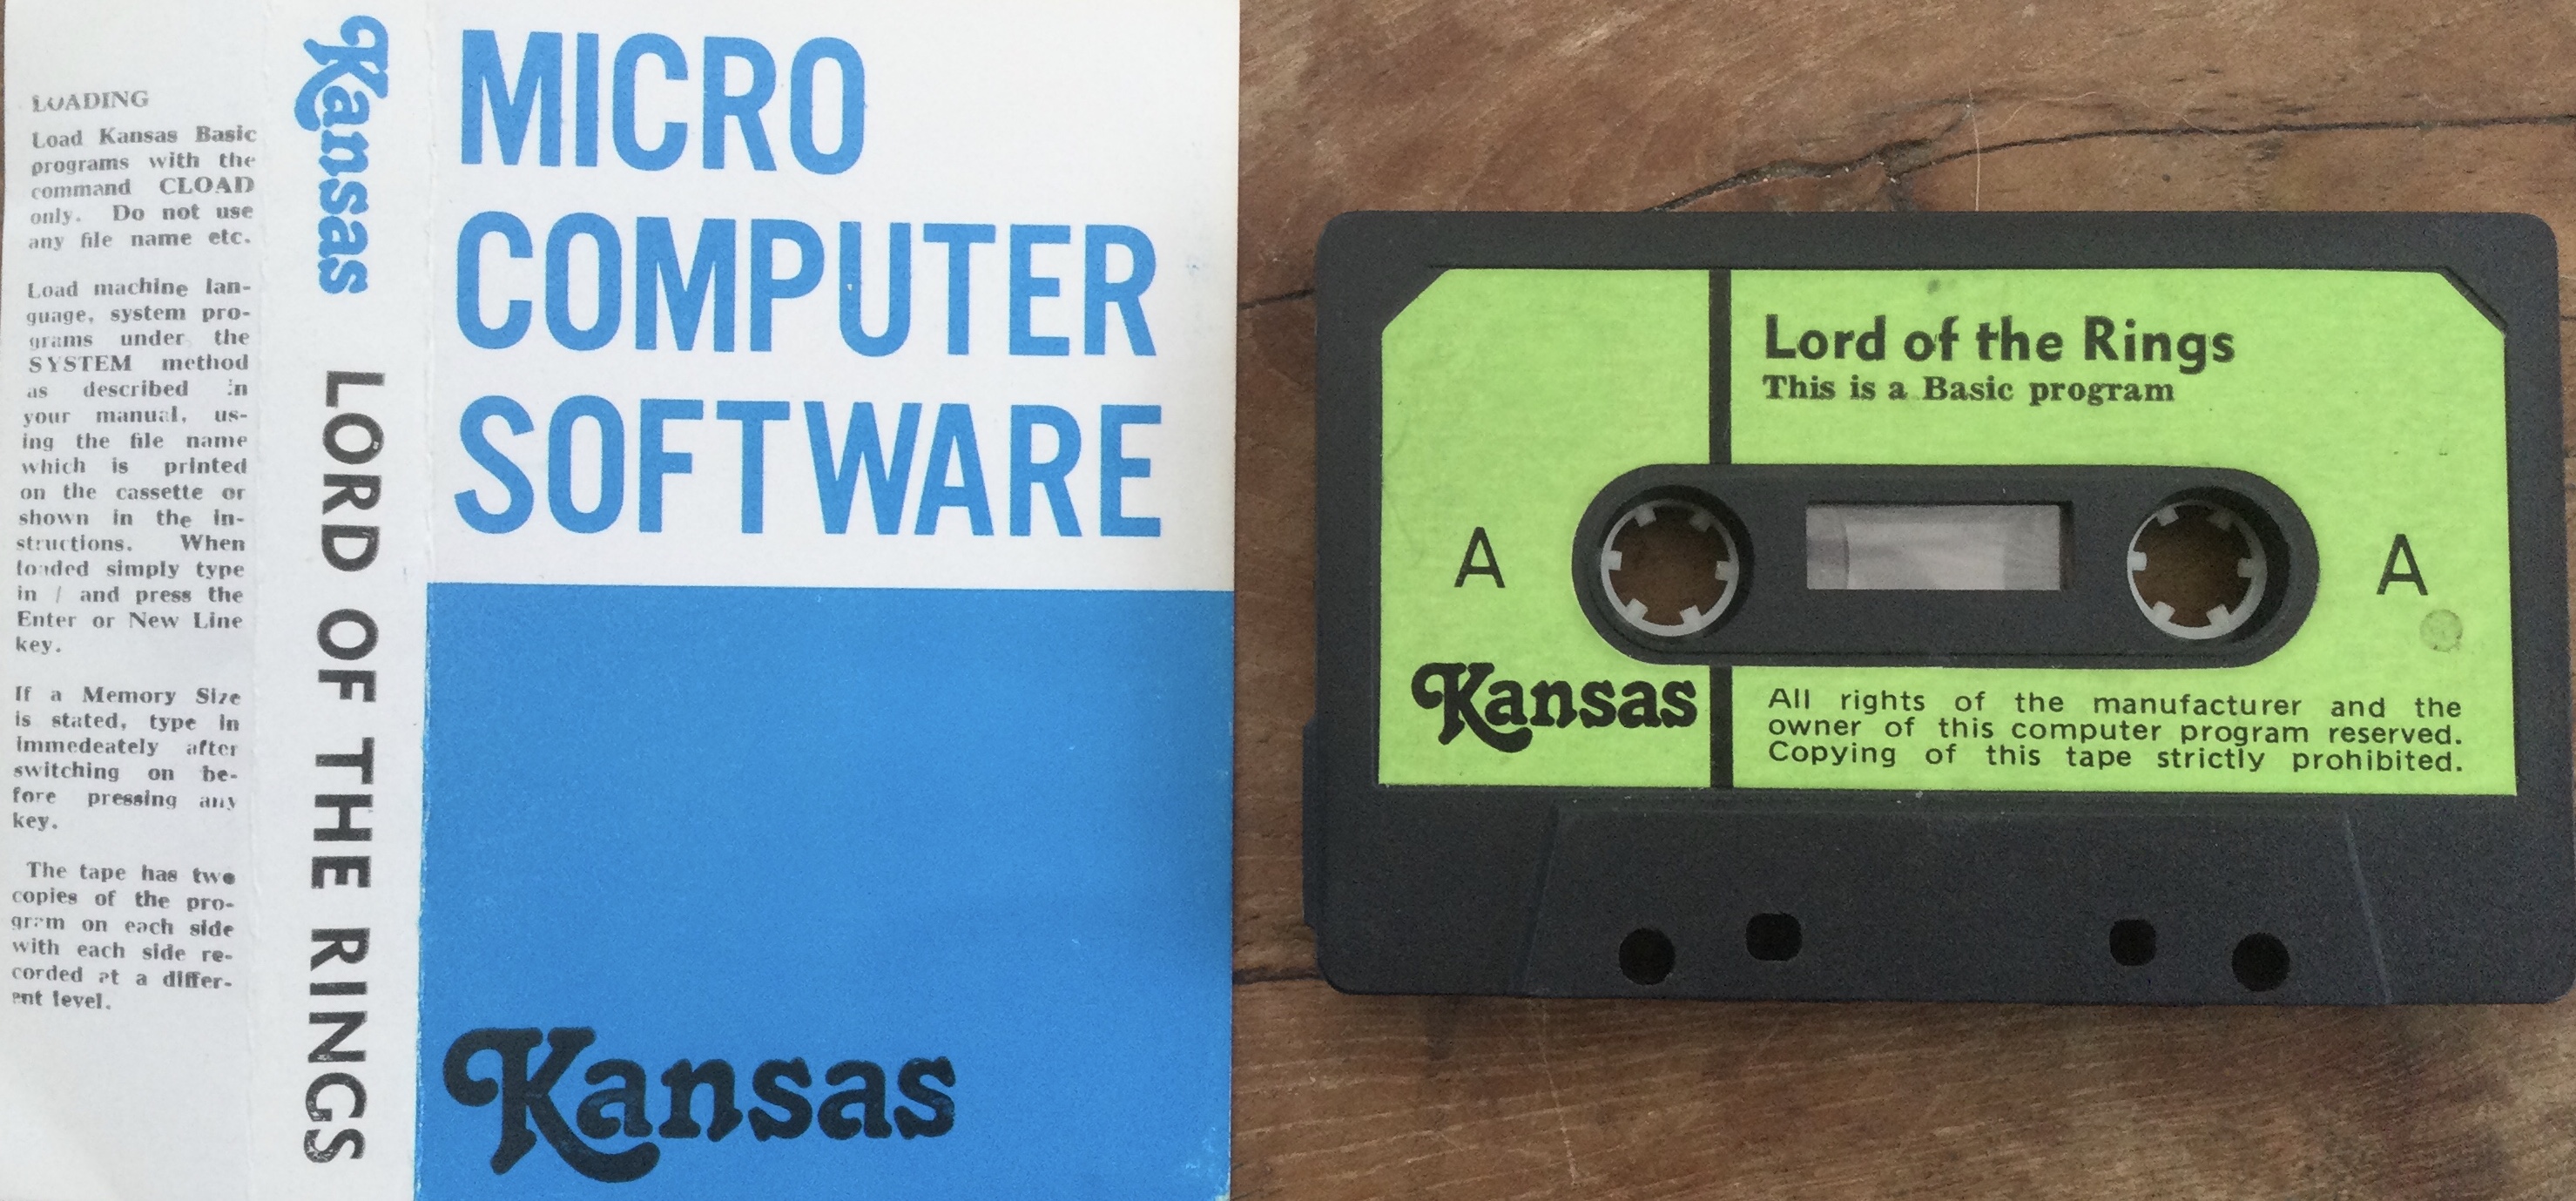 LOADING
Load Kansas Basic
programs with the
command CLOAD
only. Do not use
any file name etc.
Load machine lan-
guage, system pro-
grams under the
SYSTEM method
as described in
your manual, us-
ing the file name
which is printed
on the cassette or
shown in the in-
structions. When
loaded simply type
in / and press the
Enter or New Line
key.
If a Memory Size
is stated, type in
immedeately after
switching on be-
fore pressing any
key.
The tape has two
copies of the pro-
gram on each side
with each side re-
corded at a differ-
ent level.
Kansas LORD OF THE RINGS
MICRO
COMPUTER
SOFTWARE
Kansas
Lord of the Rings
This is a Basic program
A A
Kansas
All rights of the manufacturer and the
owner of this computer program reserved.
Copying of this tape strictly prohibited.